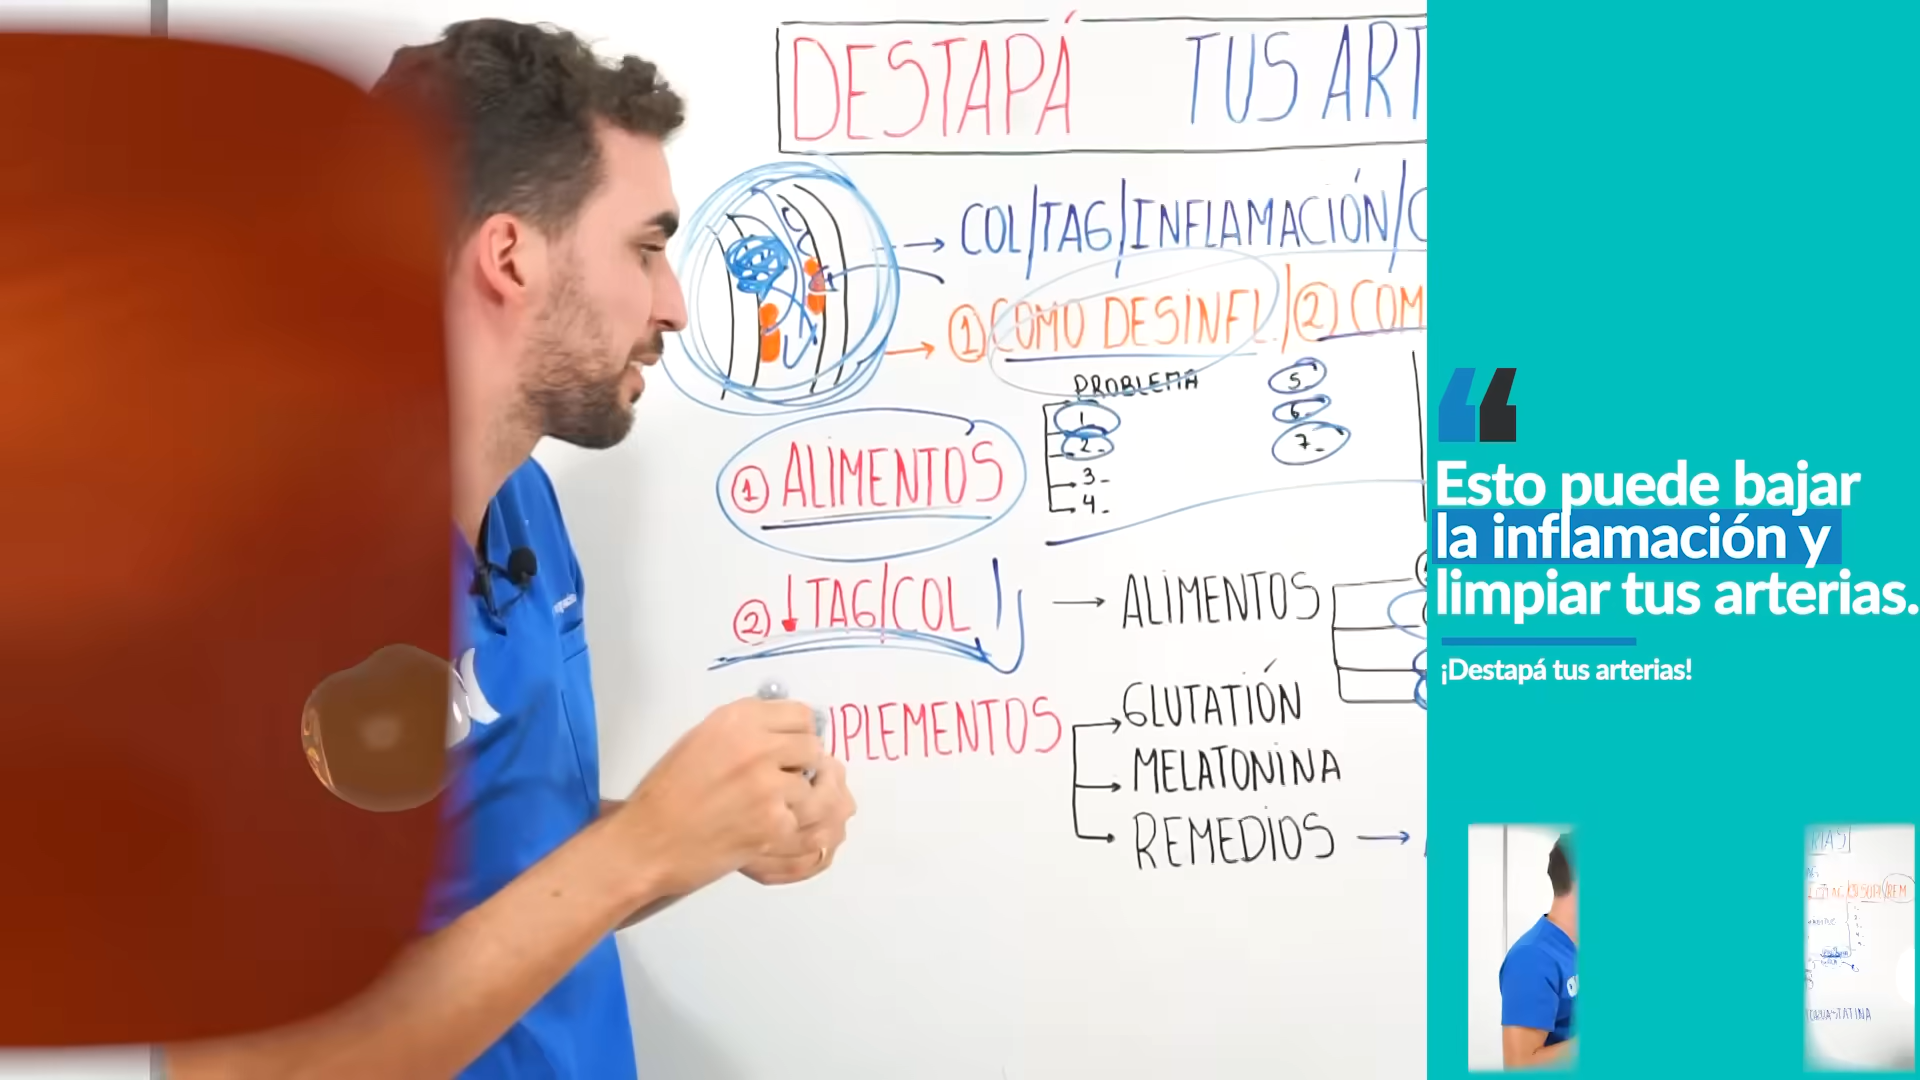 DESTAPÁ TUS ART
COL/TAG/INFLAMACIÓN/C
① COMO DESINFL./② COM
PROBLEMA
1.
2.
3.
4.
5
6.
7.
① ALIMENTOS
② ↓TAG/COL
→ ALIMENTOS
UPLEMENTOS
GLUTATIÓN
MELATONINA
REMEDIOS →
Esto puede bajar
la inflamación y
limpiar tus arterias.
¡Destapá tus arterias!